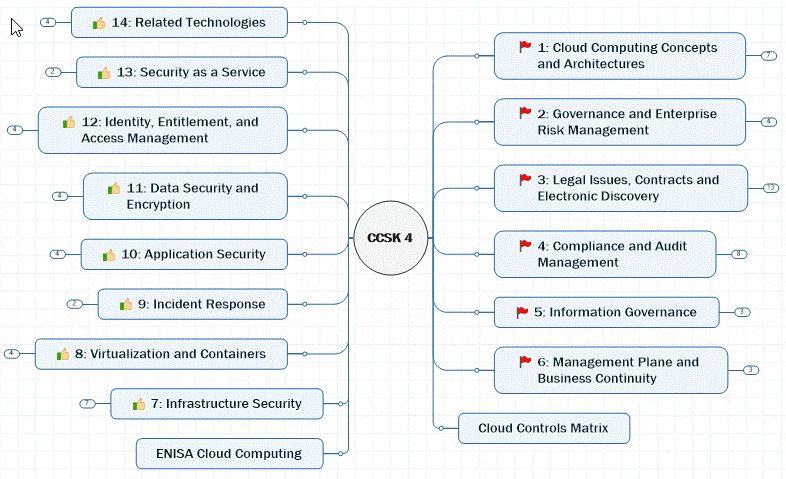 CCSK 4
1: Cloud Computing Concepts
and Architectures
7
2: Governance and Enterprise
Risk Management
4
3: Legal Issues, Contracts and
Electronic Discovery
13
4: Compliance and Audit
Management
8
5: Information Governance
3
6: Management Plane and
Business Continuity
3
Cloud Controls Matrix
4
14: Related Technologies
2
13: Security as a Service
4
12: Identity, Entitlement, and
Access Management
4
11: Data Security and
Encryption
4
10: Application Security
2
9: Incident Response
4
8: Virtualization and Containers
7
7: Infrastructure Security
ENISA Cloud Computing